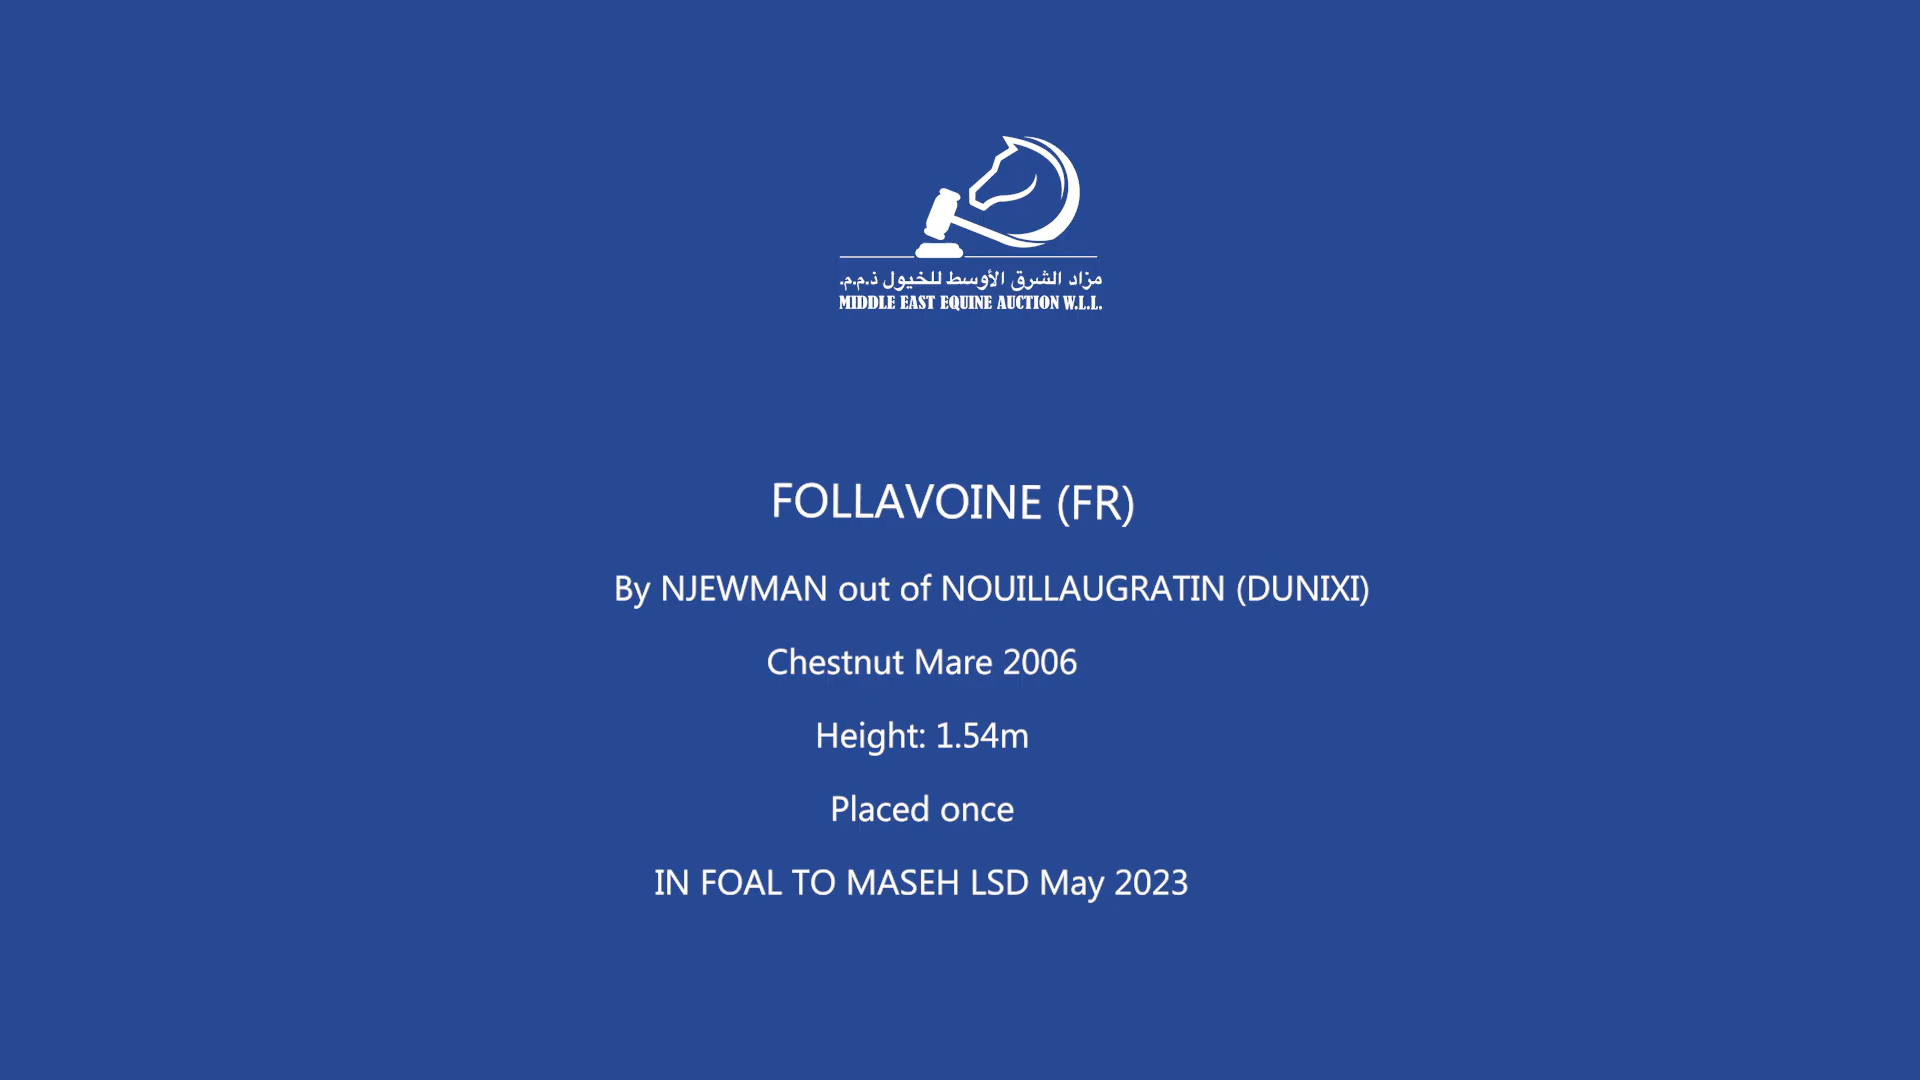 مزاد الشرق الأوسط للخيول ذ.م.م.
MIDDLE EAST EQUINE AUCTION W.L.L.
FOLLAVOINE (FR)
By NJEWMAN out of NOUILLAUGRATIN (DUNIXI)
Chestnut Mare 2006
Height: 1.54m
Placed once
IN FOAL TO MASEH LSD May 2023